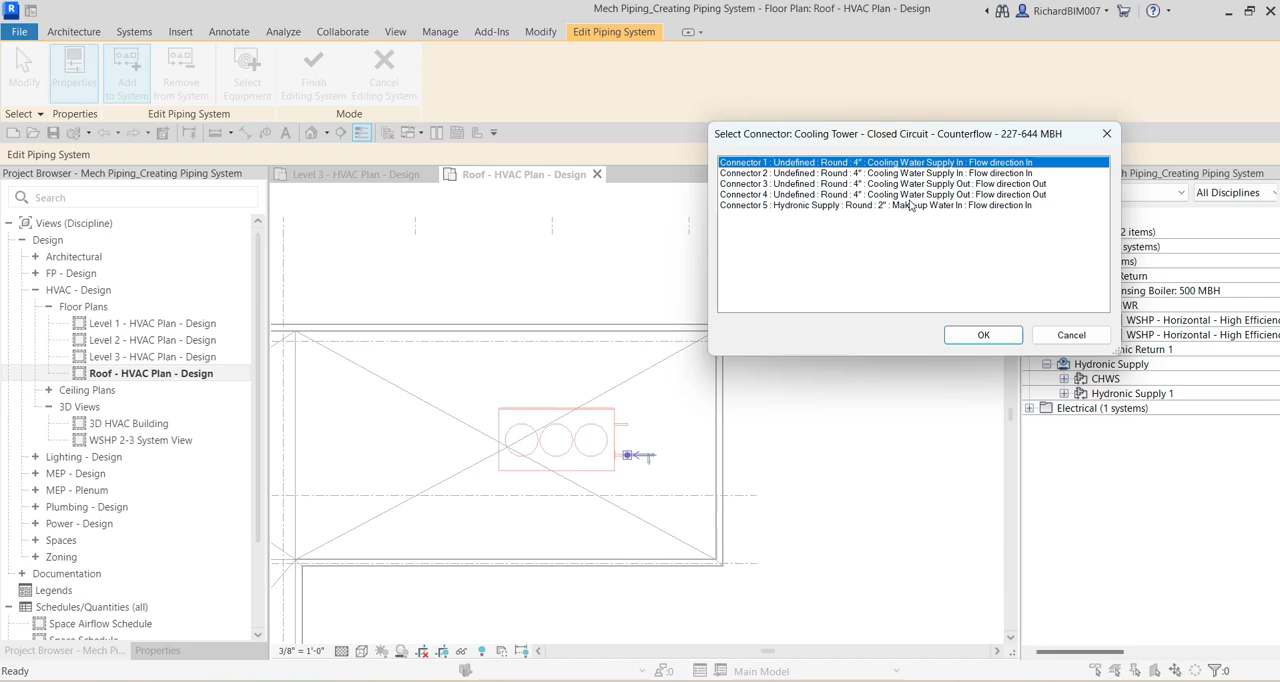 R Mech Piping_Creating Piping System - Floor Plan: Roof - HVAC Plan - Design RichardBIM007
File Architecture Systems Insert Annotate Analyze Collaborate View Manage Add-Ins Modify Edit Piping System
Modify Properties Add to System Remove from System Select Equipment Finish Editing System Cancel Editing System
Select Properties Edit Piping System Mode
Edit Piping System
Project Browser - Mech Piping_Creating Piping System
Level 3 - HVAC Plan - Design
Roof - HVAC Plan - Design
Search
Views (Discipline)
Design
Architectural
FP - Design
HVAC - Design
Floor Plans
Level 1 - HVAC Plan - Design
Level 2 - HVAC Plan - Design
Level 3 - HVAC Plan - Design
Roof - HVAC Plan - Design
Ceiling Plans
3D Views
3D HVAC Building
WSHP 2-3 System View
Lighting - Design
MEP - Design
MEP - Plenum
Plumbing - Design
Power - Design
Spaces
Zoning
Documentation
Legends
Schedules/Quantities (all)
Space Airflow Schedule
Project Browser - Mech Pi...
Properties
Select Connector: Cooling Tower - Closed Circuit - Counterflow - 227-644 MBH
Connector 1 : Undefined : Round : 4" : Cooling Water Supply In : Flow direction In
Connector 2 : Undefined : Round : 4" : Cooling Water Supply In : Flow direction In
Connector 3 : Undefined : Round : 4" : Cooling Water Supply Out : Flow direction Out
Connector 4 : Undefined : Round : 4" : Cooling Water Supply Out : Flow direction Out
Connector 5 : Hydronic Supply : Round : 2" : Make-up Water In : Flow direction In
OK
Cancel
h Piping_Creating Piping System
All Disciplines
2 items)
systems)
ms)
Return
nsing Boiler: 500 MBH
WR
WSHP - Horizontal - High Efficienc
WSHP - Horizontal - High Efficienc
nic Return 1
Hydronic Supply
CHWS
Hydronic Supply 1
Electrical (1 systems)
3/8" = 1'-0"
Ready
:0
Main Model
:0